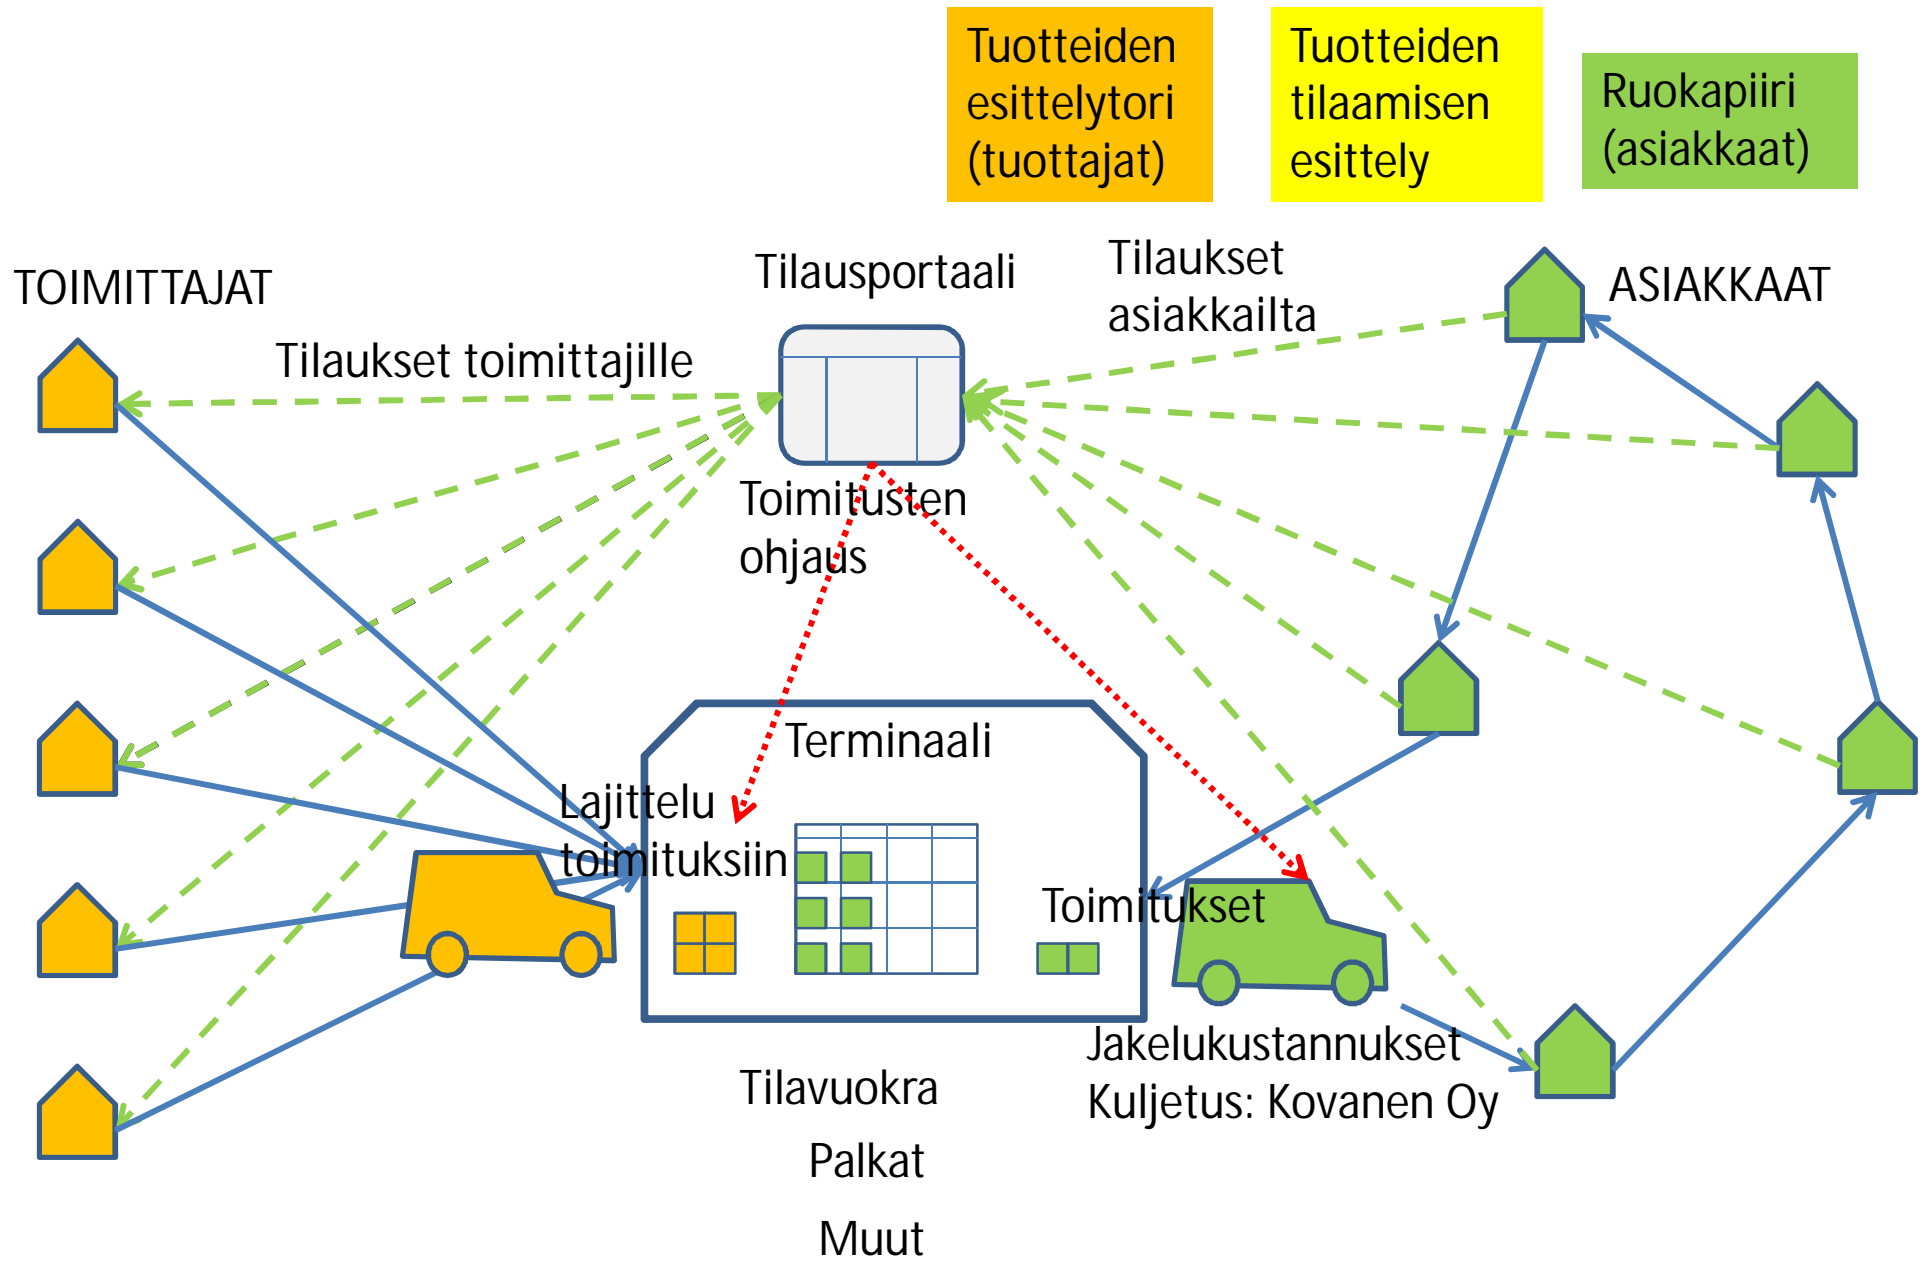 Tuotteiden
esittelytori
(tuottajat)
Tuotteiden
tilaamisen
esittely
Ruokapiiri
(asiakkaat)
TOIMITTAJAT
Tilausportaali
Tilaukset
asiakkailta
ASIAKKAAT
Tilaukset toimittajille
Toimitusten
ohjaus
Terminaali
Lajittelu
toimituksiin
Toimitukset
Jakelukustannukset
Kuljetus: Kovanen Oy
Tilavuokra
Palkat
Muut